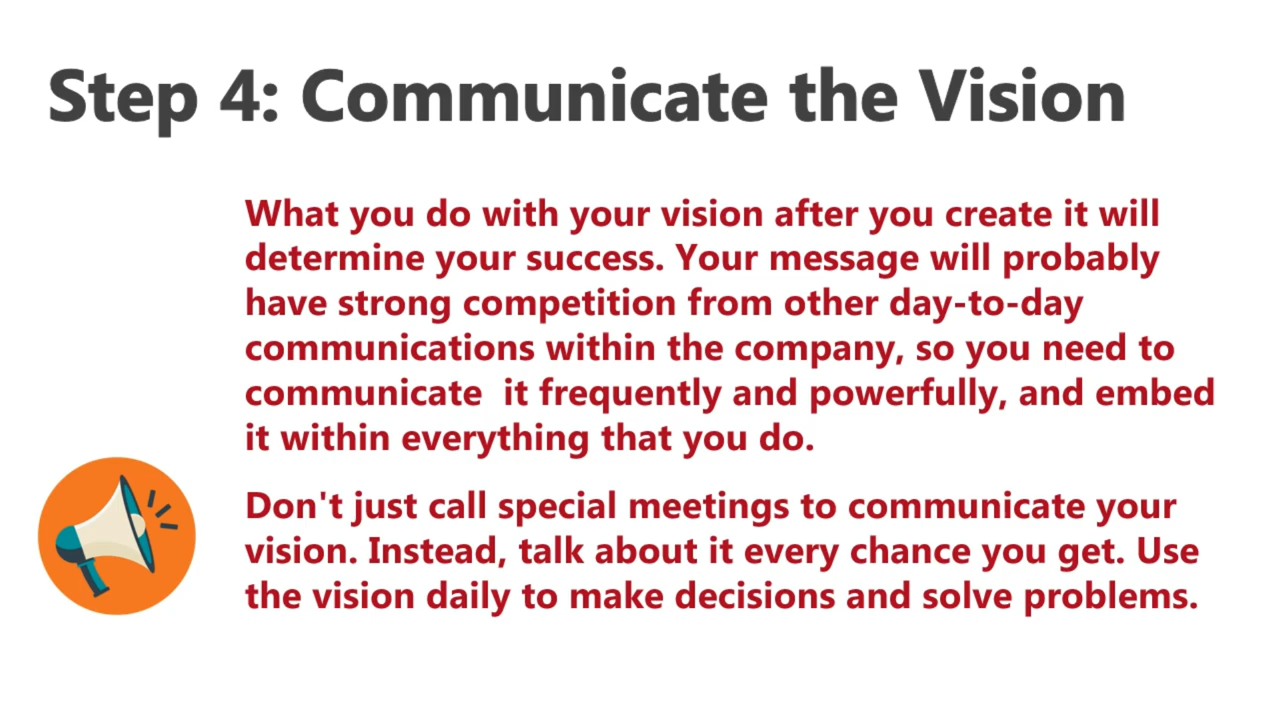 Step 4: Communicate the Vision
What you do with your vision after you create it will
determine your success. Your message will probably
have strong competition from other day-to-day
communications within the company, so you need to
communicate  it frequently and powerfully, and embed
it within everything that you do.
Don't just call special meetings to communicate your
vision. Instead, talk about it every chance you get. Use
the vision daily to make decisions and solve problems.